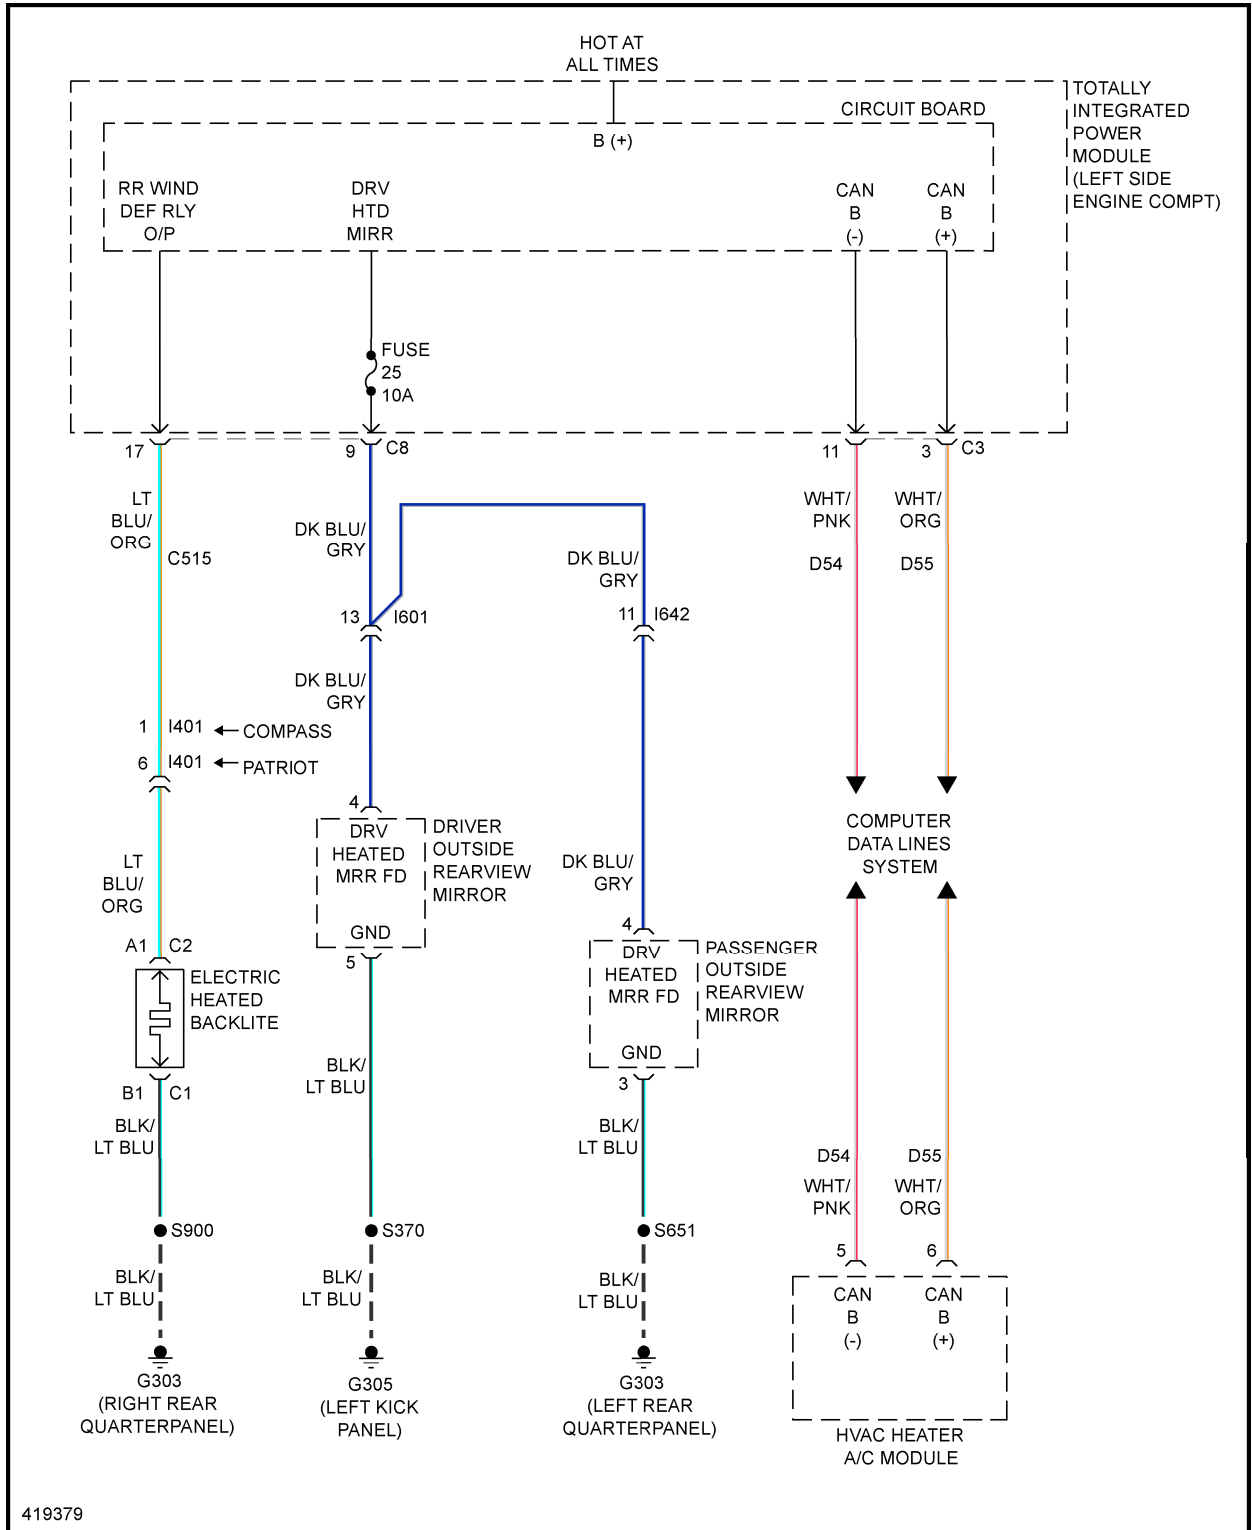 HOT AT
ALL TIMES
TOTALLY
INTEGRATED
POWER
MODULE
(LEFT SIDE
ENGINE COMPT)
CIRCUIT BOARD
B (+)
RR WIND
DEF RLY
O/P
DRV
HTD
MIRR
CAN
B
(-)
CAN
B
(+)
FUSE
25
10A
17
9
C8
11
3
C3
LT
BLU/
ORG
C515
DK BLU/
GRY
DK BLU/
GRY
WHT/
PNK
D54
WHT/
ORG
D55
13
I601
11
I642
DK BLU/
GRY
1
I401
COMPASS
6
I401
PATRIOT
4
DRV
HEATED
MRR FD
GND
5
DRIVER
OUTSIDE
REARVIEW
MIRROR
COMPUTER
DATA LINES
SYSTEM
LT
BLU/
ORG
DK BLU/
GRY
A1
C2
ELECTRIC
HEATED
BACKLITE
B1
C1
4
DRV
HEATED
MRR FD
GND
3
PASSENGER
OUTSIDE
REARVIEW
MIRROR
BLK/
LT BLU
BLK/
LT BLU
BLK/
LT BLU
D54
WHT/
PNK
D55
WHT/
ORG
S900
S370
S651
5
6
BLK/
LT BLU
BLK/
LT BLU
BLK/
LT BLU
CAN
B
(-)
CAN
B
(+)
G303
(RIGHT REAR
QUARTERPANEL)
G305
(LEFT KICK
PANEL)
G303
(LEFT REAR
QUARTERPANEL)
HVAC HEATER
A/C MODULE
419379